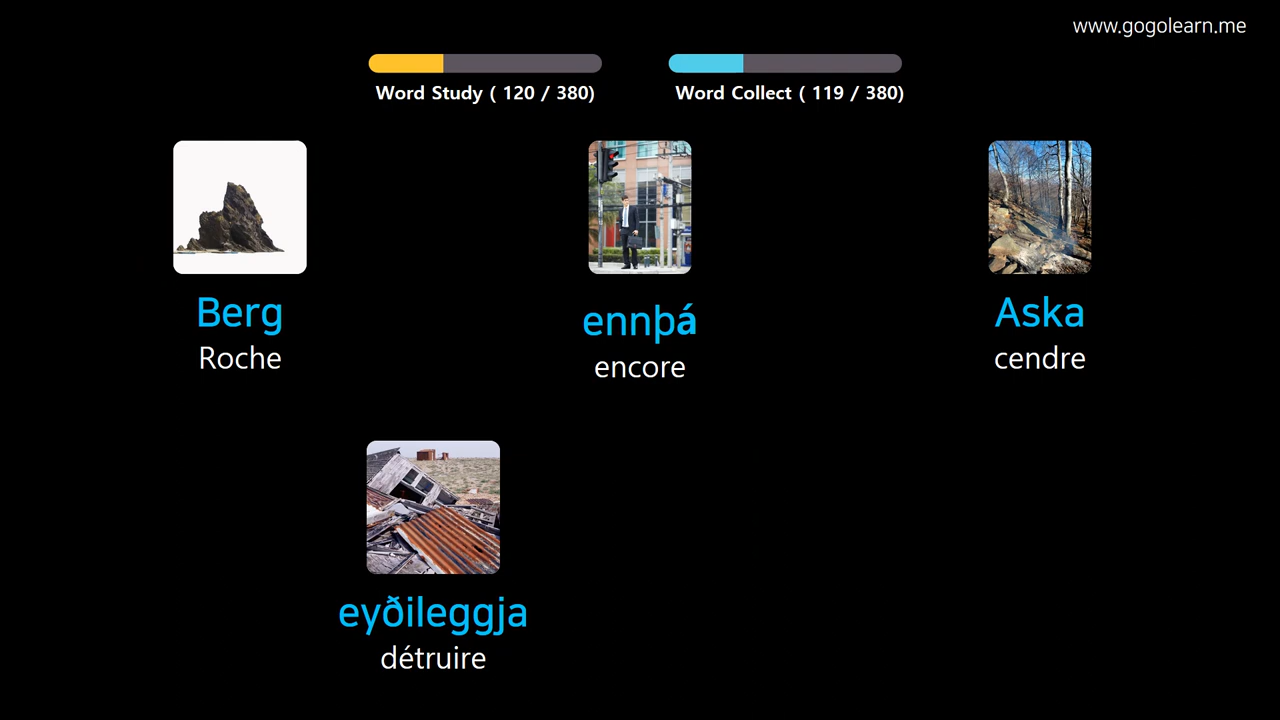 www.gogolearn.me
Word Study ( 120 / 380)
Word Collect ( 119 / 380)
Berg
Roche
ennþá
encore
Aska
cendre
eyðileggja
détruire